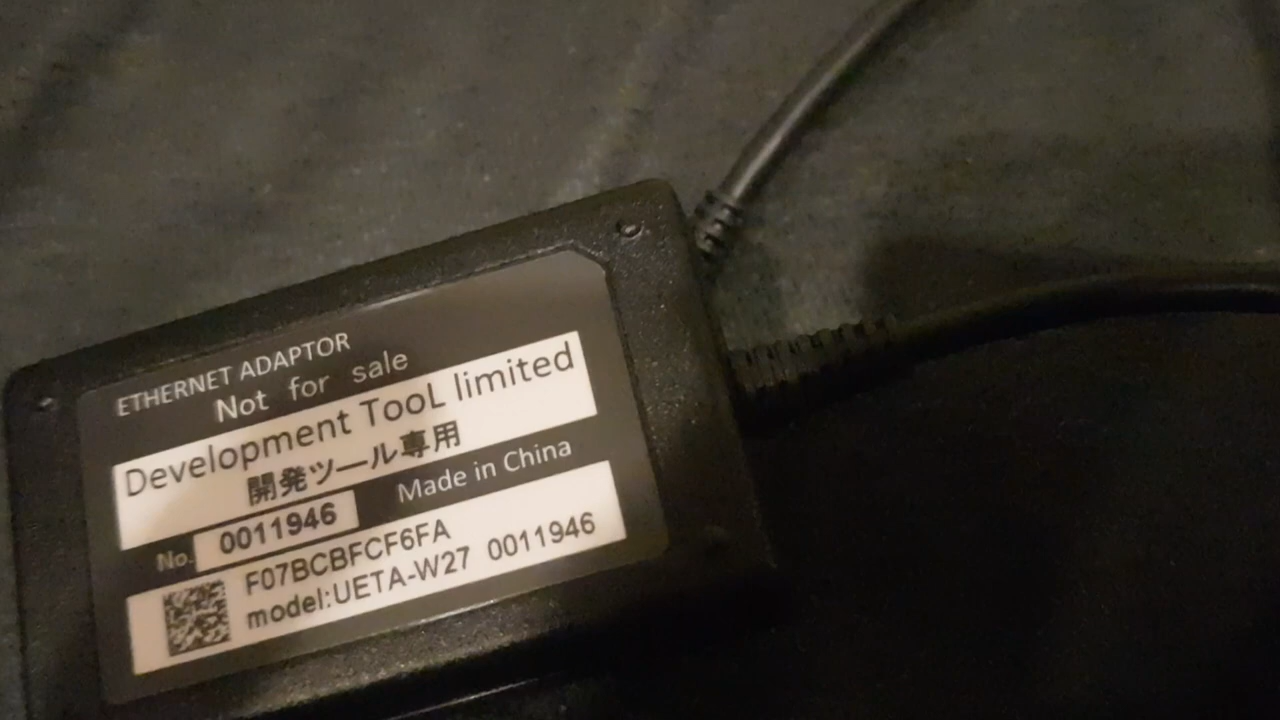 ETHERNET ADAPTOR
Not for sale
Development TooL limited
開発ツール専用
Made in China
No. 0011946
F07BCBFCF6FA
model:UETA-W27 0011946